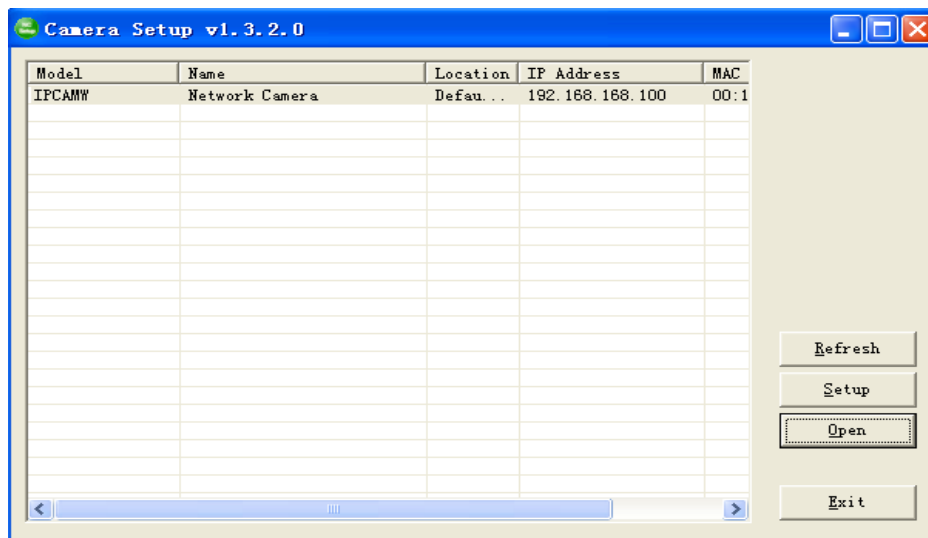 Camera Setup v1.3.2.0
Model Name Location IP Address MAC
IPCAMW Network Camera Defau... 192.168.168.100 00:1
Refresh
Setup
Open
Exit